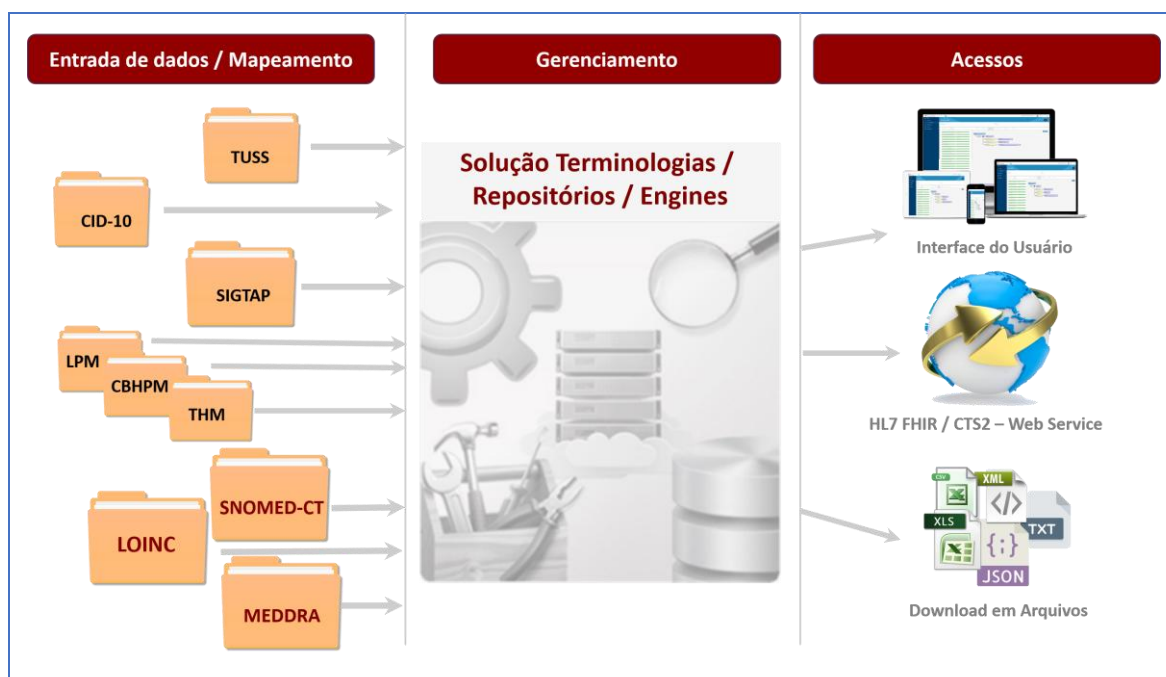 Entrada de dados / Mapeamento
Gerenciamento
Acessos
TUSS
CID-10
SIGTAP
LPM
CBHPM
THM
SNOMED-CT
LOINC
MEDDRA
Solução Terminologias /
Repositórios / Engines
Interface do Usuário
HL7 FHIR / CTS2 – Web Service
CSV
XML
</>
XLS
TXT
{;}
JSON
Download em Arquivos